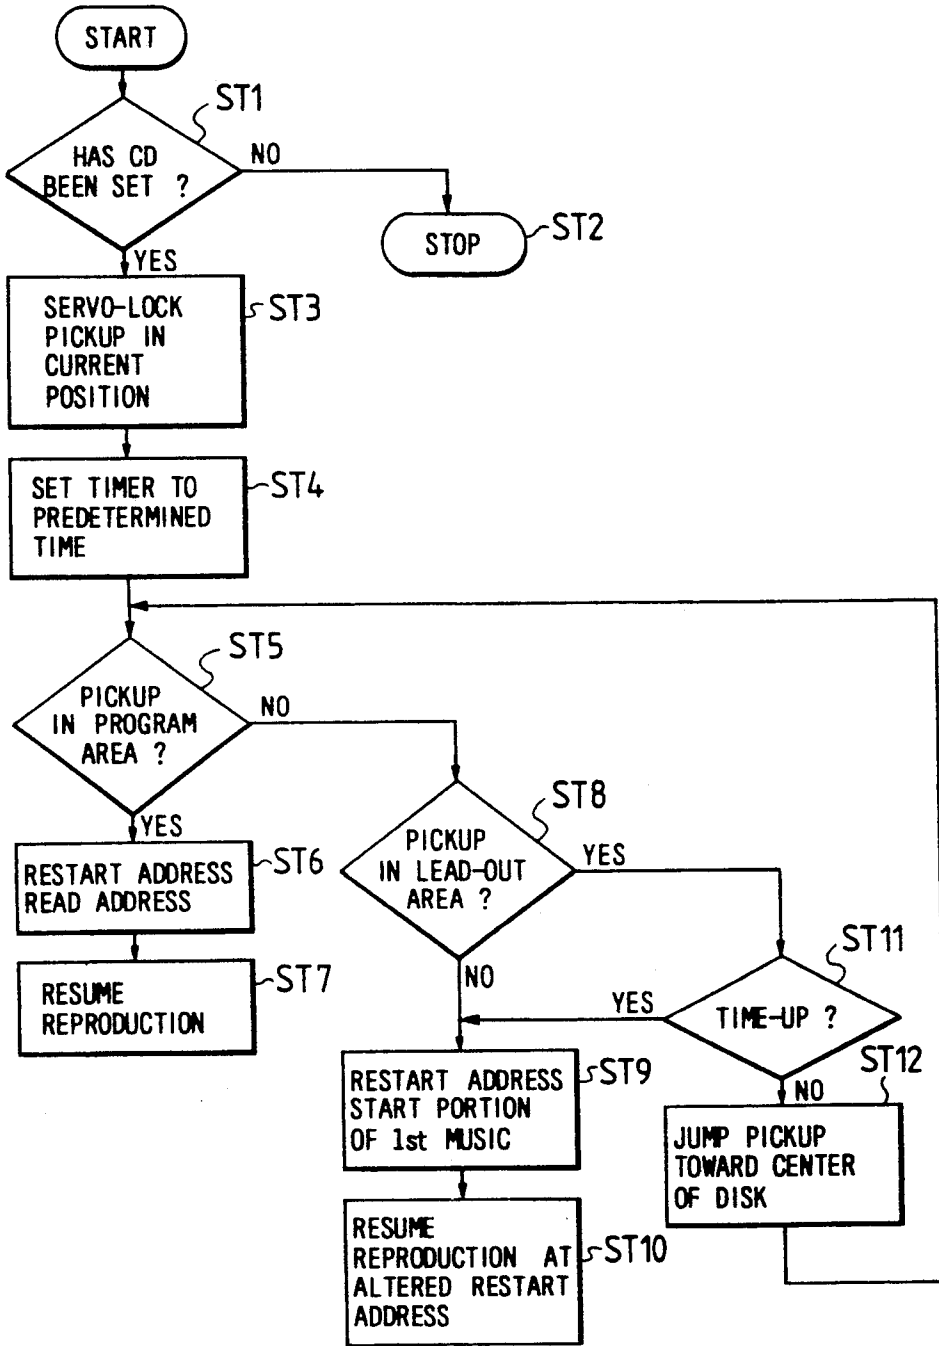 START
ST1
HAS CD
BEEN SET ?
NO
STOP
ST2
YES
SERVO-LOCK
PICKUP IN
CURRENT
POSITION
ST3
SET TIMER TO
PREDETERMINED
TIME
ST4
ST5
PICKUP
IN PROGRAM
AREA ?
NO
YES
RESTART ADDRESS
READ ADDRESS
ST6
RESUME
REPRODUCTION
ST7
ST8
PICKUP
IN LEAD-OUT
AREA ?
YES
NO
ST11
TIME-UP ?
YES
NO
RESTART ADDRESS
START PORTION
OF 1st MUSIC
ST9
ST12
JUMP PICKUP
TOWARD CENTER
OF DISK
RESUME
REPRODUCTION AT
ALTERED RESTART
ADDRESS
ST10